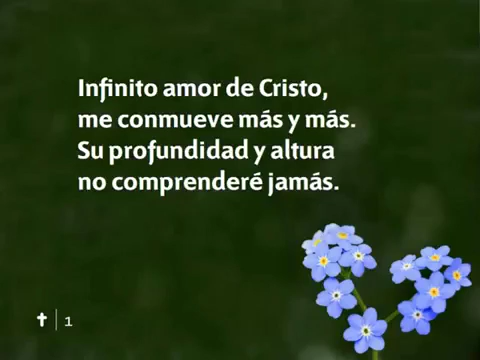 Infinito amor de Cristo,
me conmueve más y más.
Su profundidad y altura
no comprenderé jamás.
1